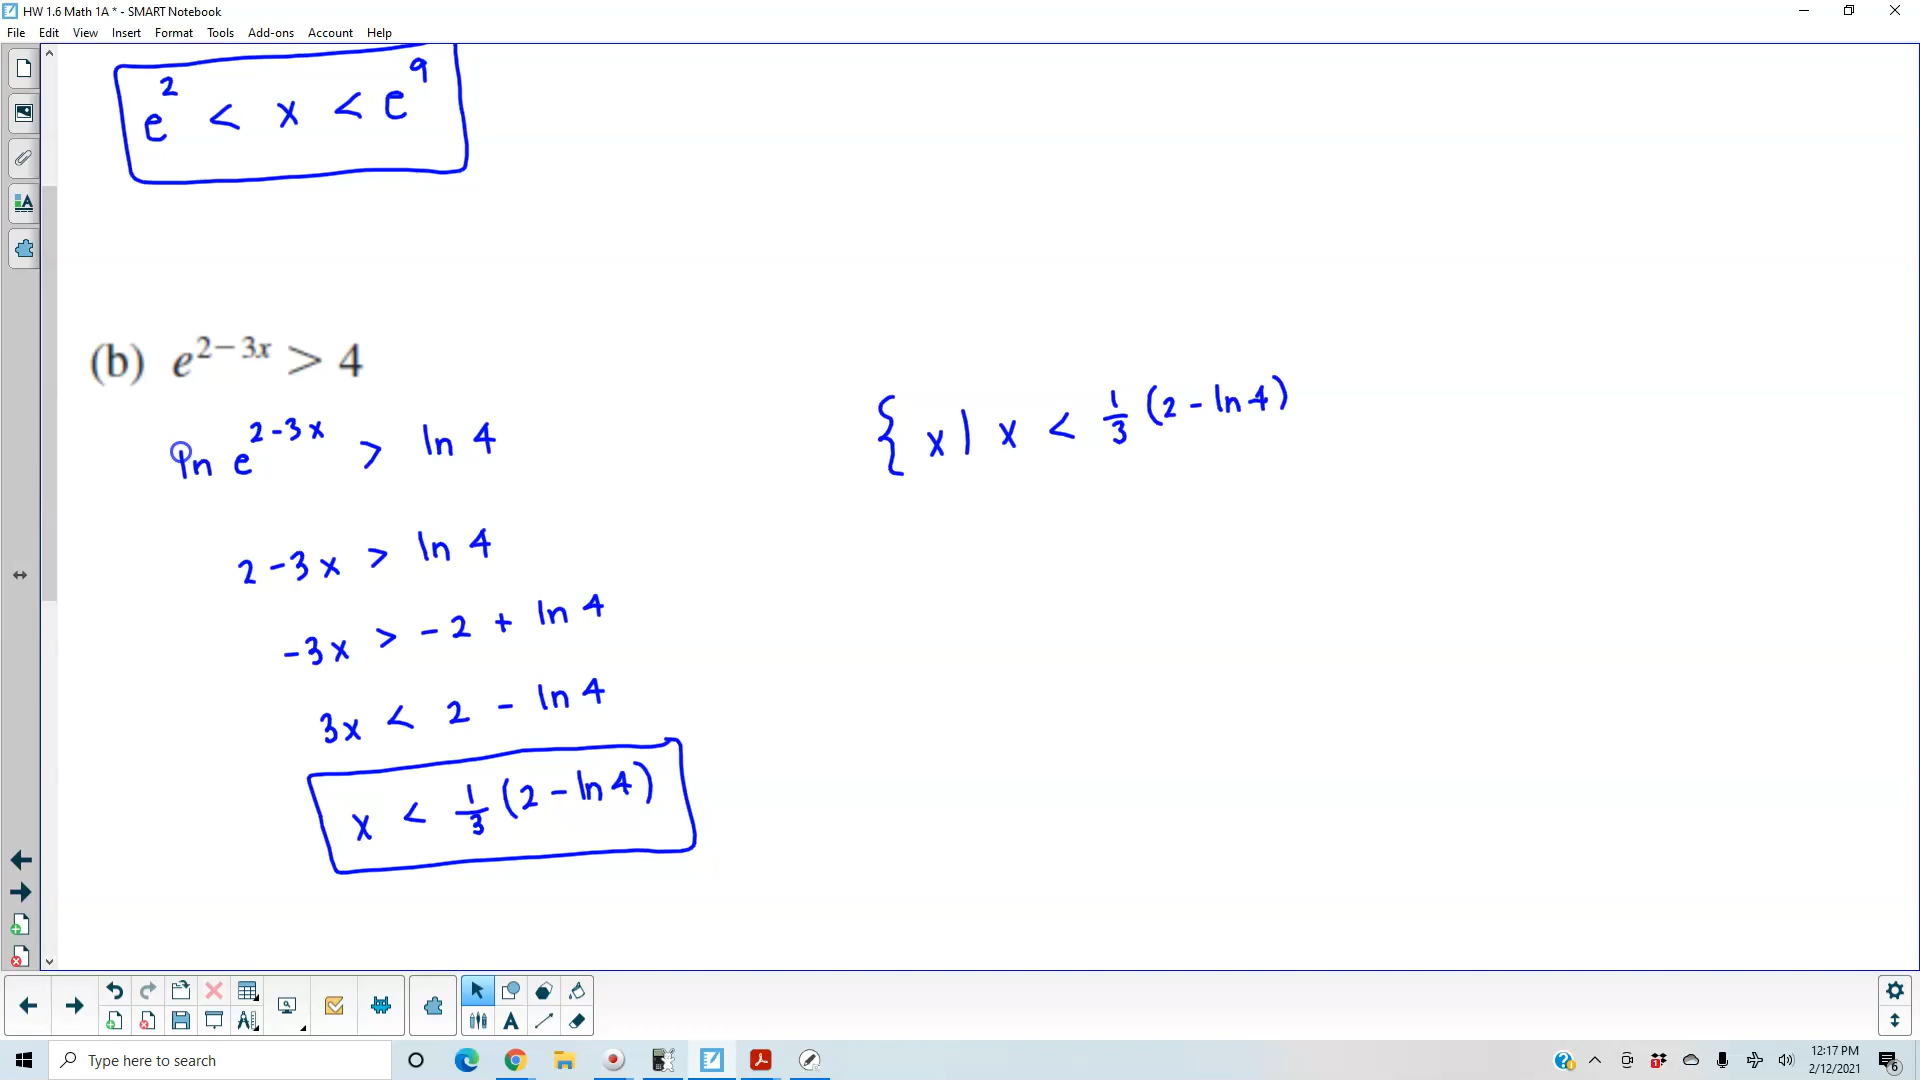 HW 1.6 Math 1A * - SMART Notebook
File Edit View Insert Format Tools Add-ons Account Help
e^2 < x < e^9
(b) e^{2-3x} > 4
ln e^{2-3x} > ln 4
{ x | x < 1/3 (2 - ln 4)
2 - 3x > ln 4
-3x > -2 + ln 4
3x < 2 - ln 4
x < 1/3 (2 - ln 4)
Type here to search
12:17 PM
2/12/2021
6